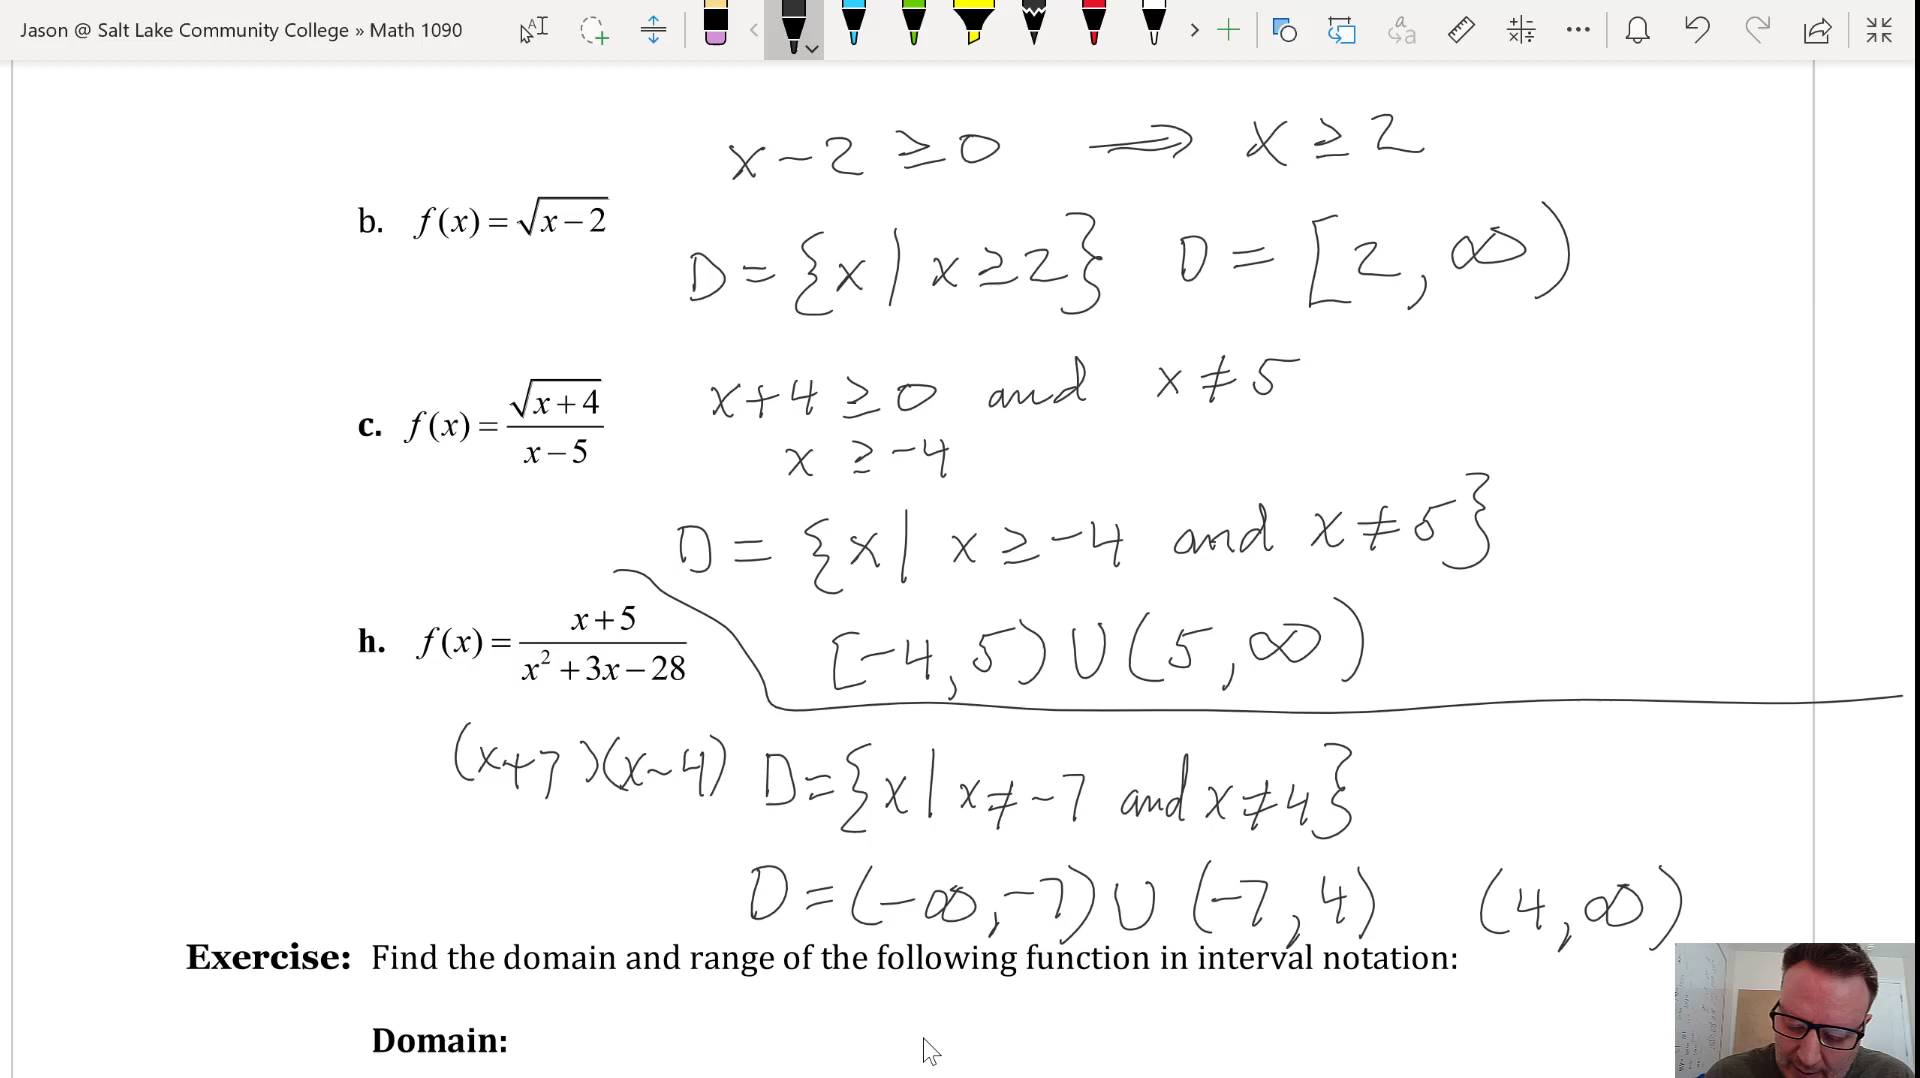 Jason @ Salt Lake Community College » Math 1090
x - 2 ≥ 0 ⟹ x ≥ 2
b. f(x) = √(x - 2)
D = {x | x ≥ 2} D = [2, ∞)
x + 4 ≥ 0 and x ≠ 5
c. f(x) = √(x + 4) / (x - 5)
x ≥ -4
D = {x | x ≥ -4 and x ≠ 5}
h. f(x) = (x + 5) / (x² + 3x - 28)
[-4, 5) ∪ (5, ∞)
(x+7)(x-4) D = {x | x ≠ -7 and x ≠ 4}
D = (-∞, -7) ∪ (-7, 4) (4, ∞)
Exercise: Find the domain and range of the following function in interval notation:
Domain: